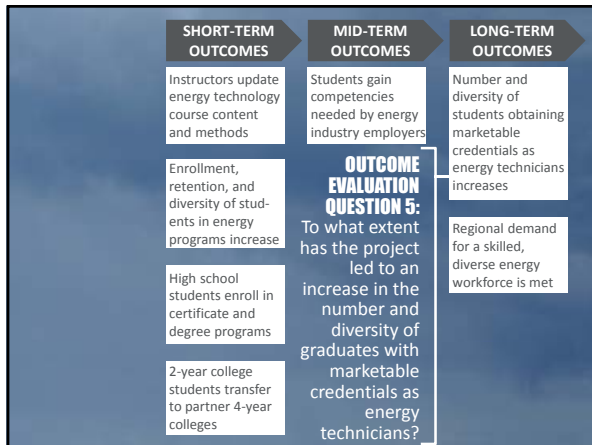 SHORT-TERM
OUTCOMES
MID-TERM
OUTCOMES
LONG-TERM
OUTCOMES
Instructors update
energy technology
course content
and methods
Enrollment,
retention, and
diversity of stud-
ents in energy
programs increase
High school
students enroll in
certificate and
degree programs
2-year college
students transfer
to partner 4-year
colleges
Students gain
competencies
needed by energy
industry employers
OUTCOME
EVALUATION
QUESTION 5:
To what extent
has the project
led to an
increase in the
number and
diversity of
graduates with
marketable
credentials as
energy
technicians?
Number and
diversity of
students obtaining
marketable
credentials as
energy technicians
increases
Regional demand
for a skilled,
diverse energy
workforce is met